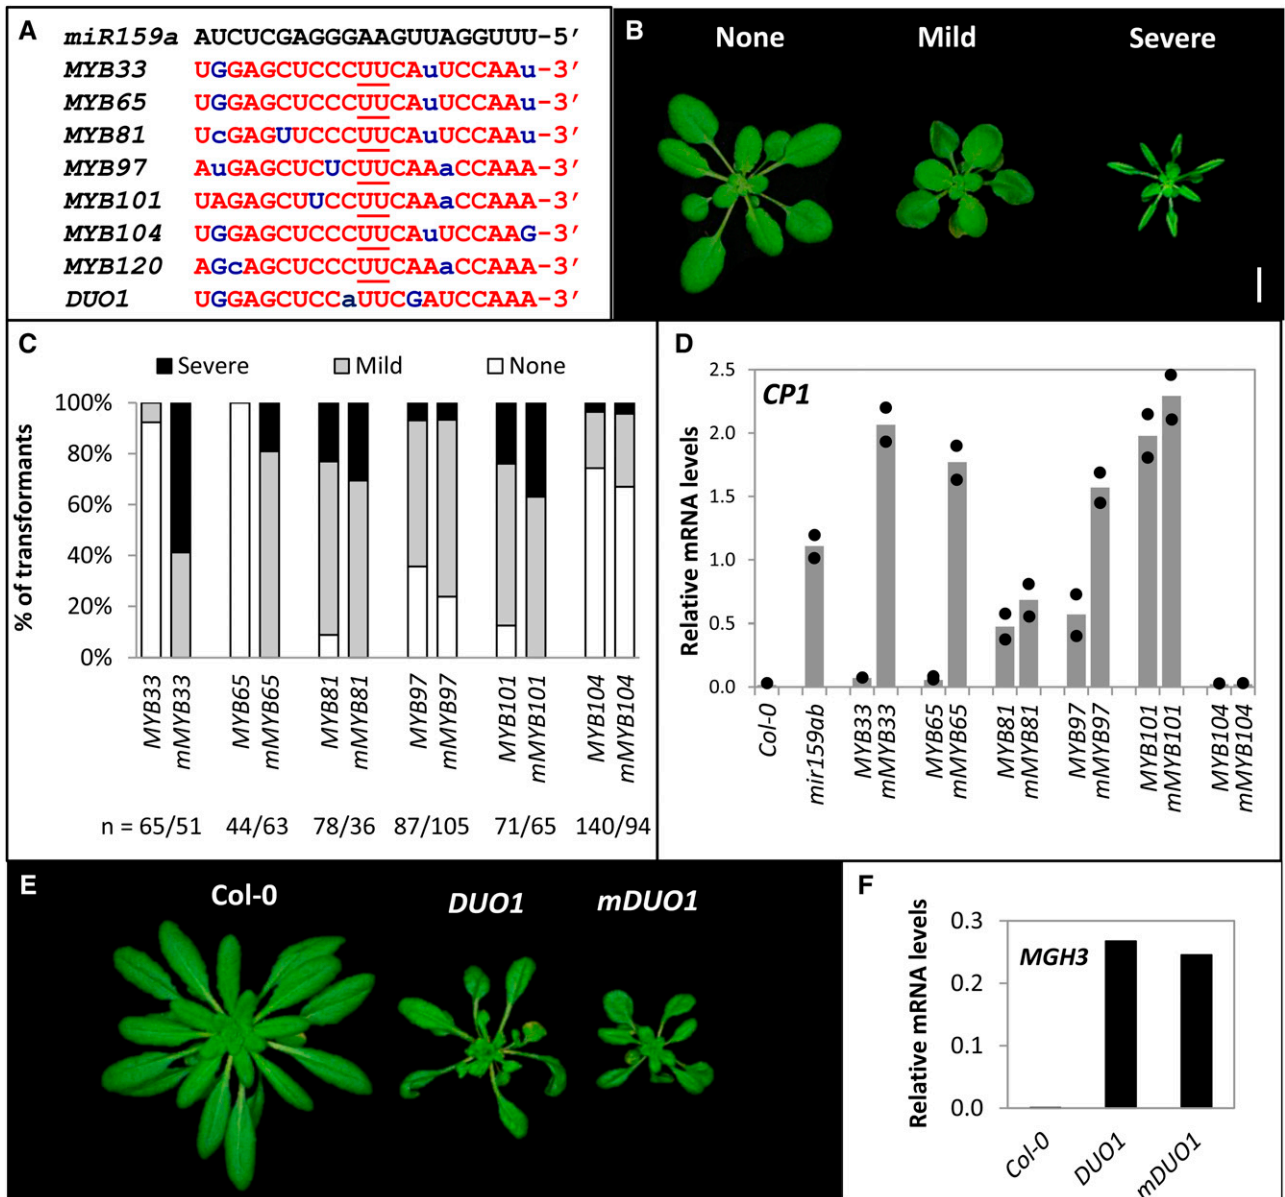 A
miR159a AUCUCGAGGGAAGUUAGGUUU-5’
MYB33 UGGAGCUCCCUUCAuUCCAAu-3’
MYB65 UGGAGCUCCCUUCAuUCCAAu-3’
MYB81 UcGAGUUCCCUUCAuUCCAAu-3’
MYB97 AuGAGCUCUCUUCAAaCCAAA-3’
MYB101 UAGAGCUUCCUUCAAaCCAAA-3’
MYB104 UGGAGCUCCCUUCAuUCCAAG-3’
MYB120 AGcAGCUCCCUUCAAaCCAAA-3’
DUO1 UGGAGCUCCaUUCGAUCCAAA-3’
B
None Mild Severe
C
Severe Mild None
% of transformants
100%
80%
60%
40%
20%
0%
MYB33 mMYB33 MYB65 mMYB65 MYB81 mMYB81 MYB97 mMYB97 MYB101 mMYB101 MYB104 mMYB104
n = 65/51 44/63 78/36 87/105 71/65 140/94
D
CP1
Relative mRNA levels
2.5
2.0
1.5
1.0
0.5
0.0
Col-0 mir159ab MYB33 mMYB33 MYB65 mMYB65 MYB81 mMYB81 MYB97 mMYB97 MYB101 mMYB101 MYB104 mMYB104
E
Col-0 DUO1 mDUO1
F
MGH3
Relative mRNA levels
0.3
0.2
0.1
0.0
Col-0 DUO1 mDUO1